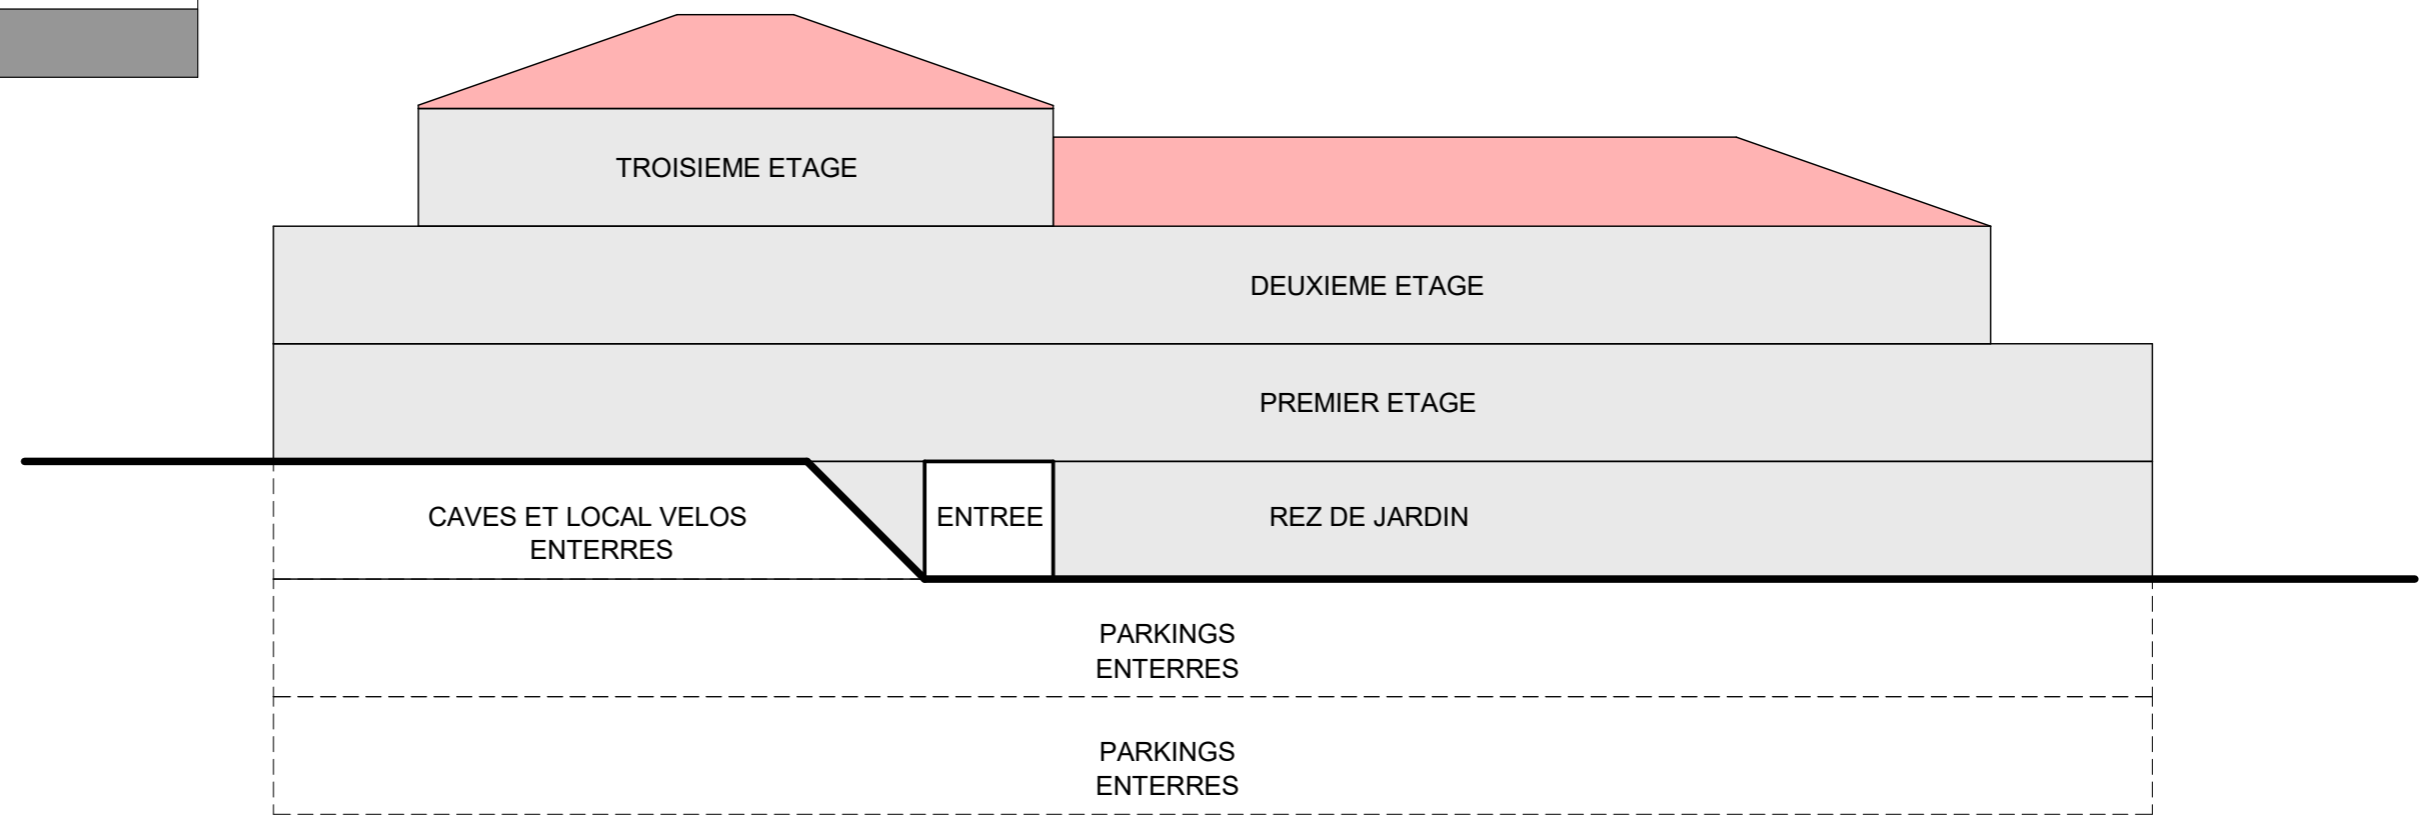 TROISIEME ETAGE
DEUXIEME ETAGE
PREMIER ETAGE
CAVES ET LOCAL VELOS
ENTERRES
ENTREE
REZ DE JARDIN
PARKINGS
ENTERRES
PARKINGS
ENTERRES